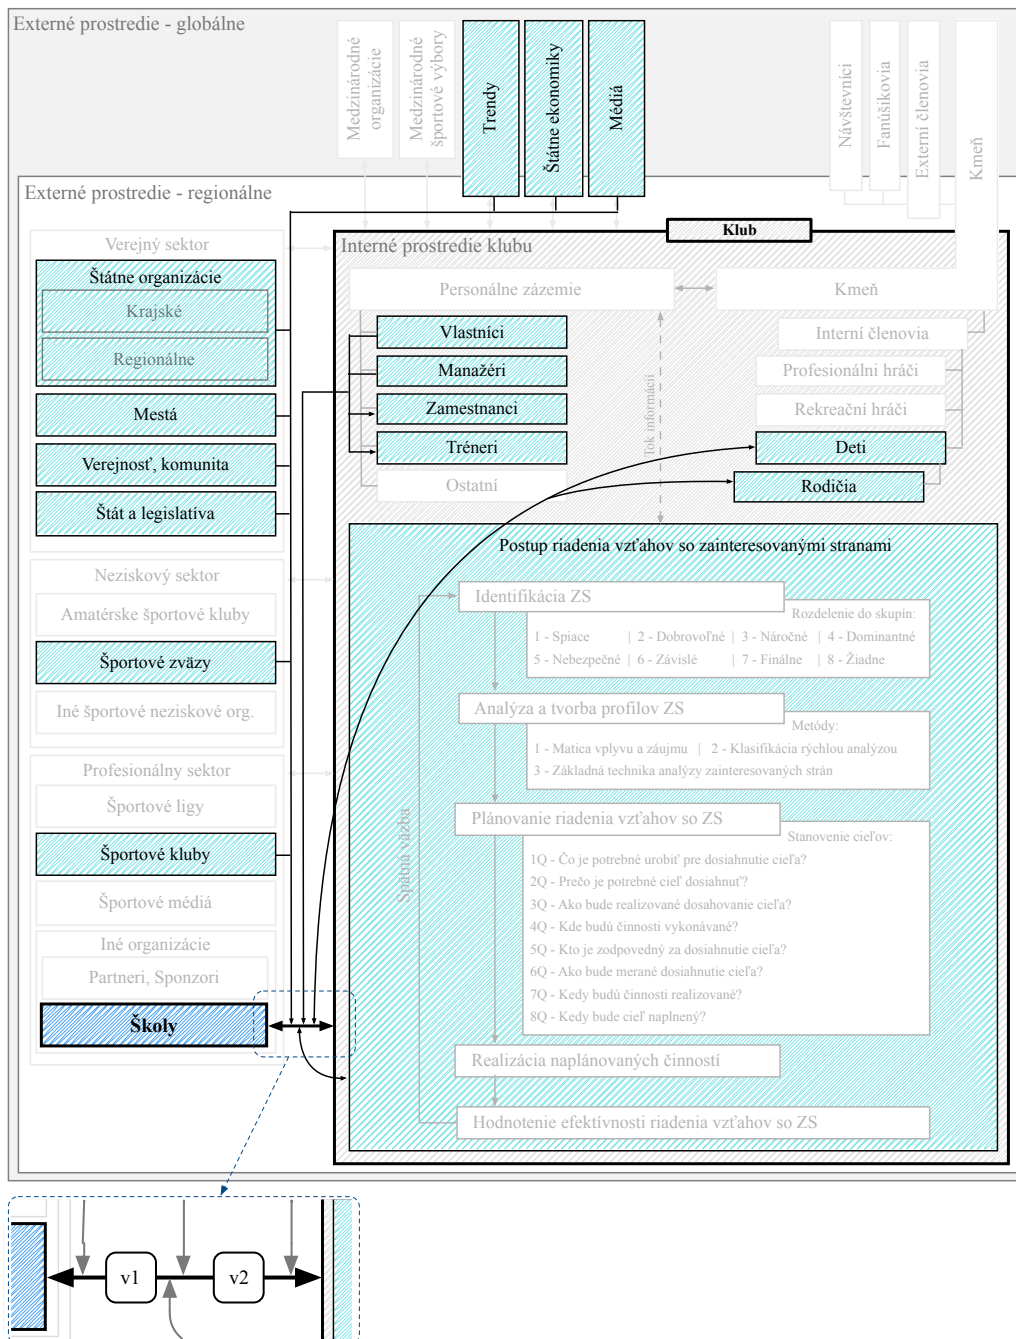 Externé prostredie - globálne
Medzinárodné
organizácie
Medzinárodné
športové výbory
Trendy
Štátne ekonomiky
Médiá
Návštevníci
Fanúšikovia
Externí členovia
Kmeň
Externé prostredie - regionálne
Klub
Verejný sektor
Interné prostredie klubu
Štátne organizácie
Krajské
Regionálne
Mestá
Verejnosť, komunita
Štát a legislatíva
Personálne zázemie
Kmeň
Vlastníci
Manažéri
Zamestnanci
Tréneri
Ostatní
Tok informácií
Interní členovia
Profesionálni hráči
Rekreační hráči
Deti
Rodičia
Neziskový sektor
Amatérske športové kluby
Športové zväzy
Iné športové neziskové org.
Profesionálny sektor
Športové ligy
Športové kluby
Športové médiá
Iné organizácie
Partneri, Sponzori
Školy
Postup riadenia vzťahov so zainteresovanými stranami
Identifikácia ZS
Rozdelenie do skupín:
1 - Spiace | 2 - Dobrovoľné | 3 - Náročné | 4 - Dominantné
5 - Nebezpečné | 6 - Závislé | 7 - Finálne | 8 - Žiadne
Analýza a tvorba profilov ZS
Metódy:
1 - Matica vplyvu a záujmu | 2 - Klasifikácia rýchlou analýzou
3 - Základná technika analýzy zainteresovaných strán
Plánovanie riadenia vzťahov so ZS
Stanovenie cieľov:
1Q - Čo je potrebné urobiť pre dosiahnutie cieľa?
2Q - Prečo je potrebné cieľ dosiahnuť?
3Q - Ako bude realizované dosahovanie cieľa?
4Q - Kde budú činnosti vykonávané?
5Q - Kto je zodpovedný za dosiahnutie cieľa?
6Q - Ako bude merané dosiahnutie cieľa?
7Q - Kedy budú činnosti realizované?
8Q - Kedy bude cieľ naplnený?
Spätná väzba
Realizácia naplánovaných činností
Hodnotenie efektívnosti riadenia vzťahov so ZS
v1
v2